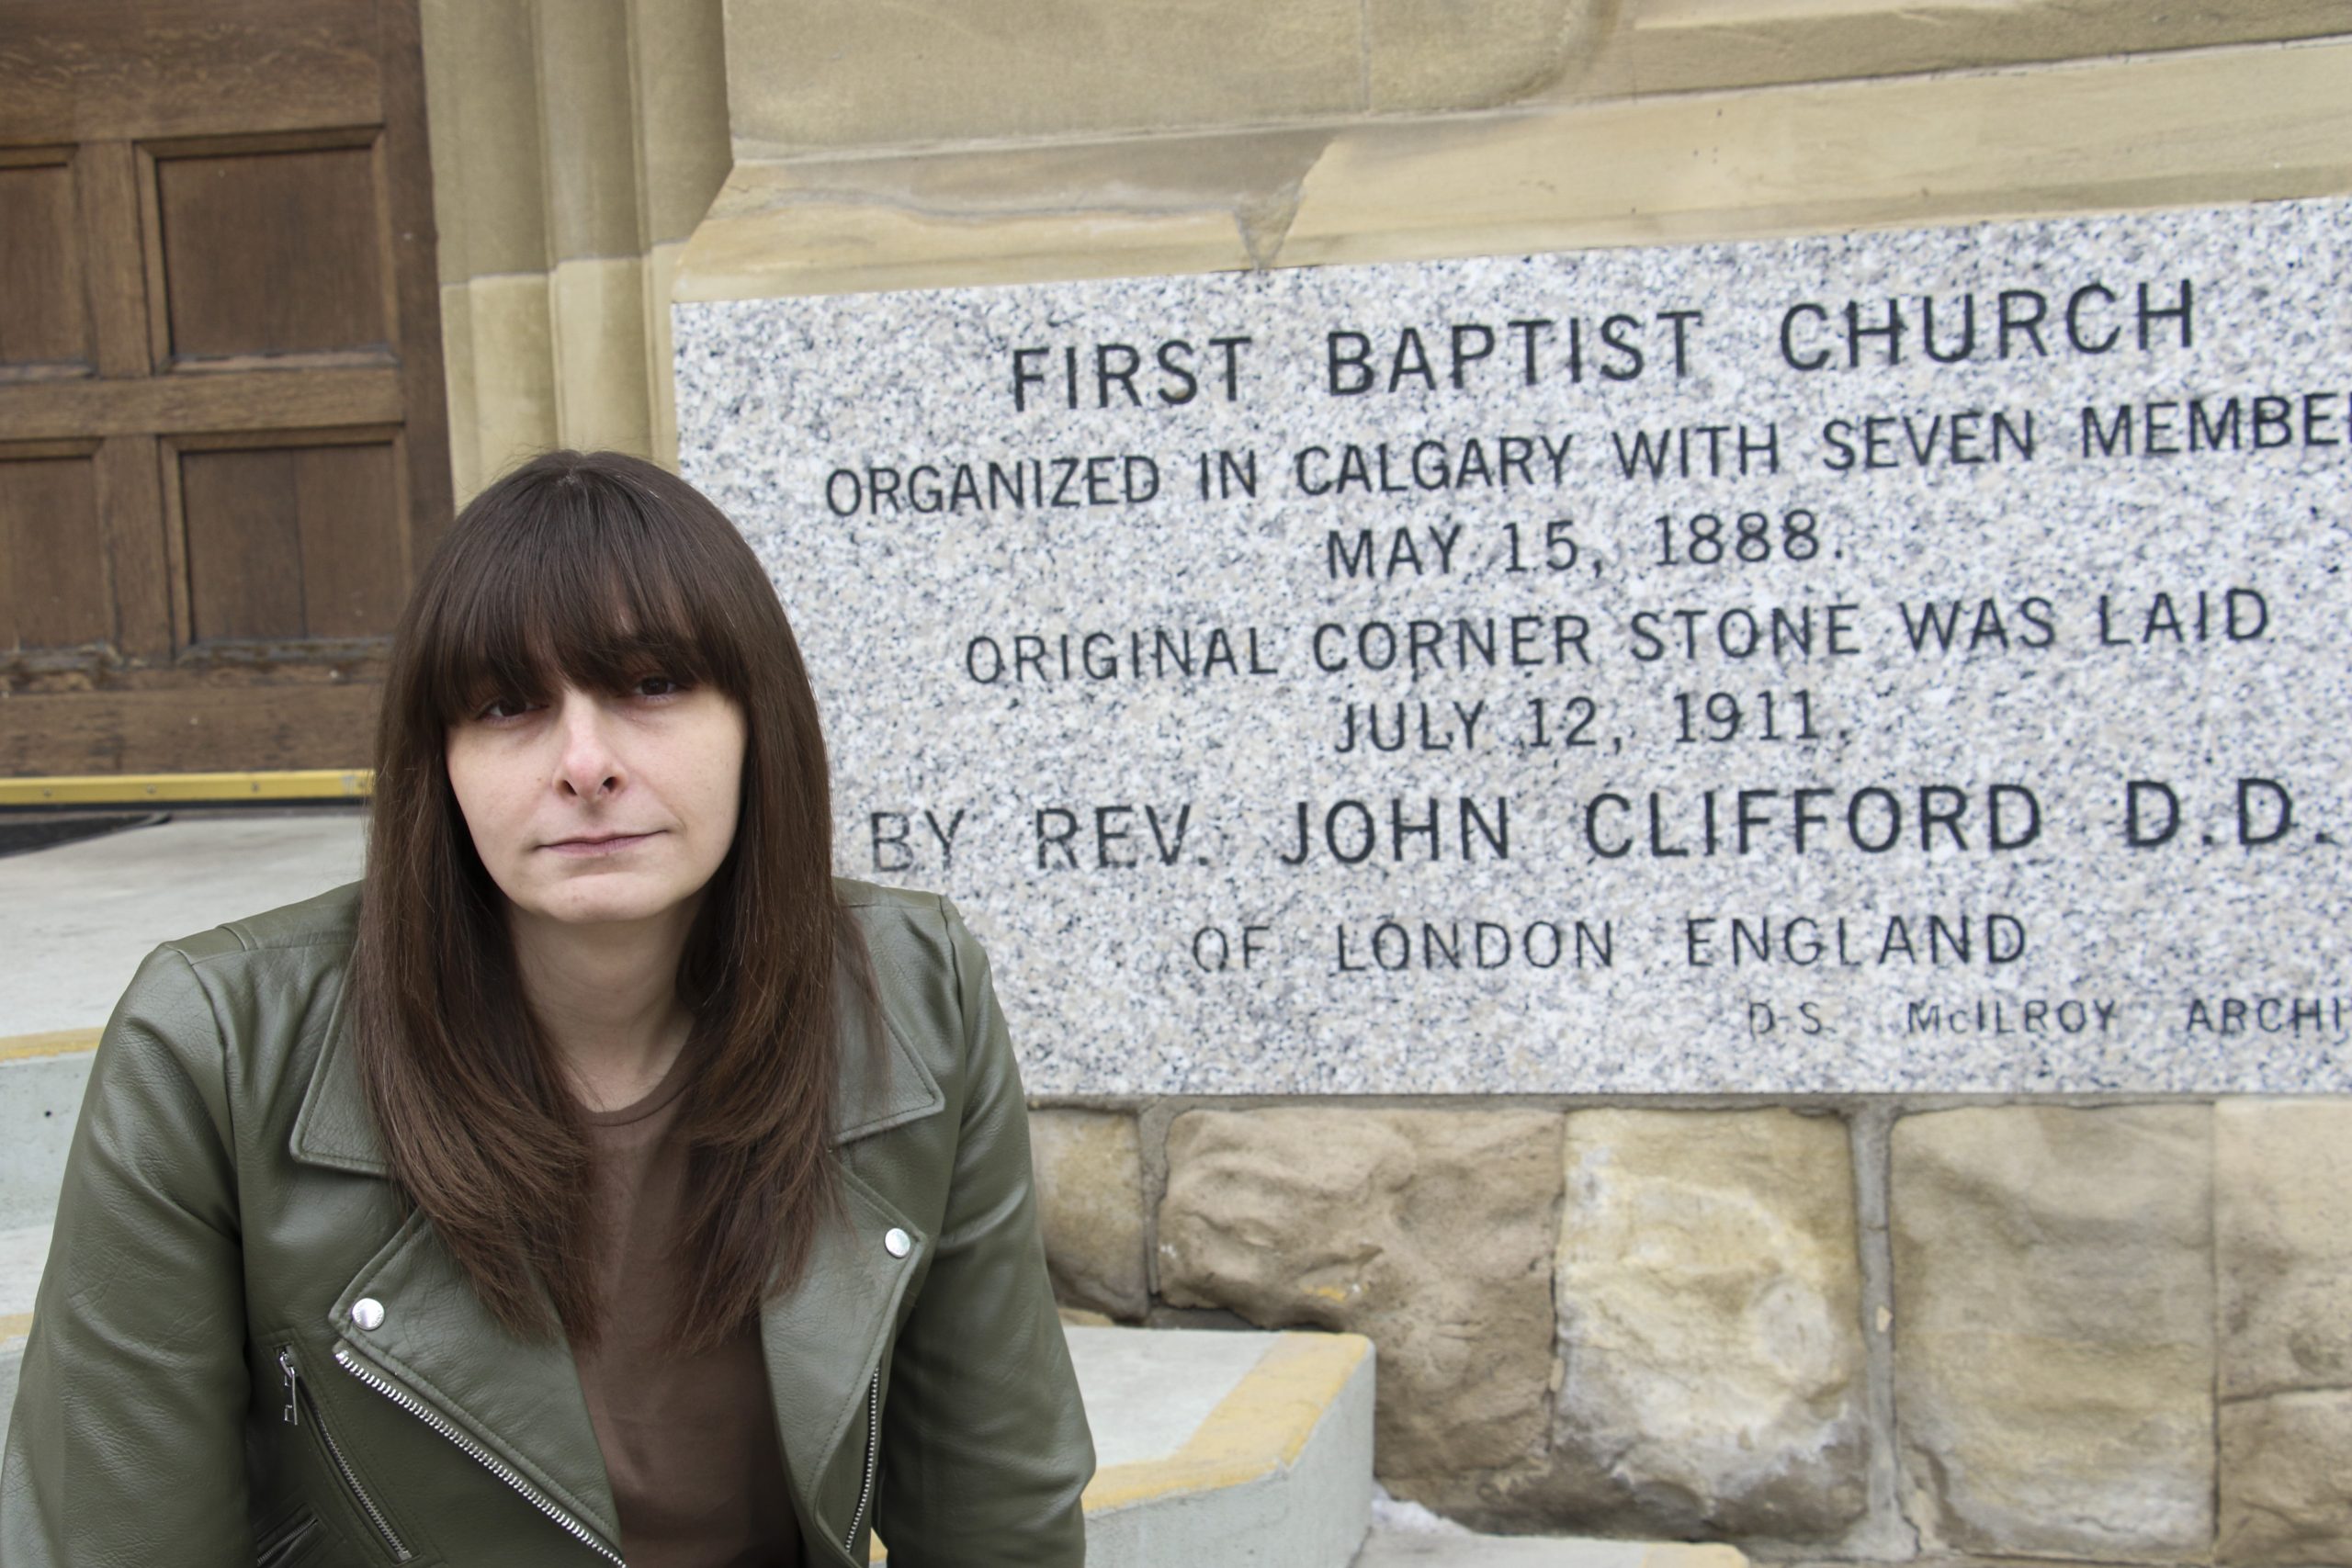 FIRST BAPTIST CHURCH
ORGANIZED IN CALGARY WITH SEVEN
MAY 15, 1888.
ORIGINAL CORNER STONE WAS LAID
JULY 12, 1911.
BY REV. JOHN CLIFFORD D.D.
OF LONDON ENGLAND
D.S. McILROY